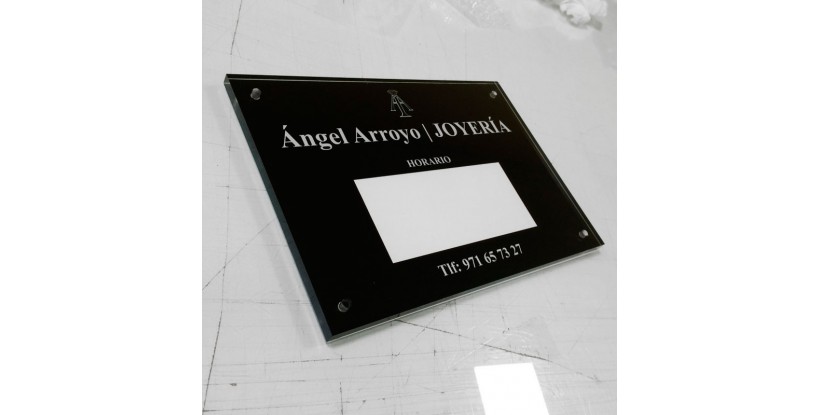 Ángel Arroyo | JOYERÍA
HORARIO
Tlf: 971 65 73 27